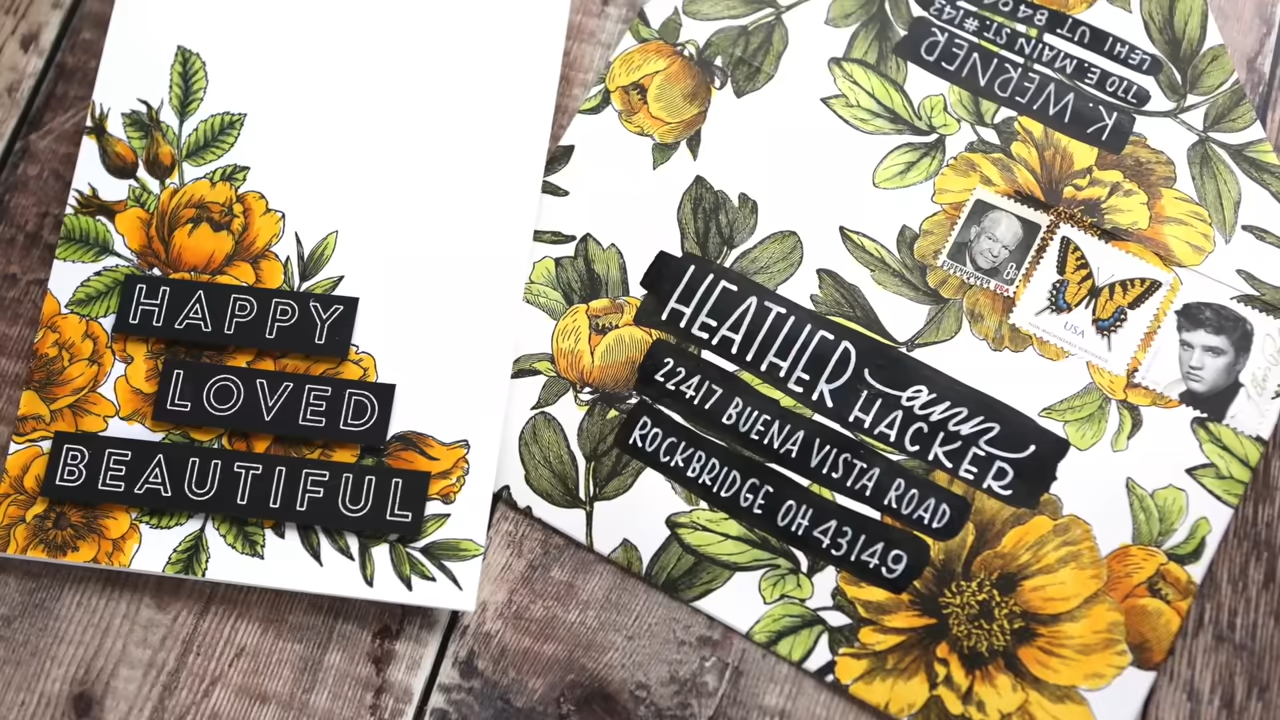 HAPPY
LOVED
BEAUTIFUL
K. WERNER
770 E. MAIN ST. #143
LEHI UT 840
EISENHOWER USA
8c
USA
HEATHER ann
HACKER
22417 BUENA VISTA ROAD
ROCKBRIDGE OH 43149